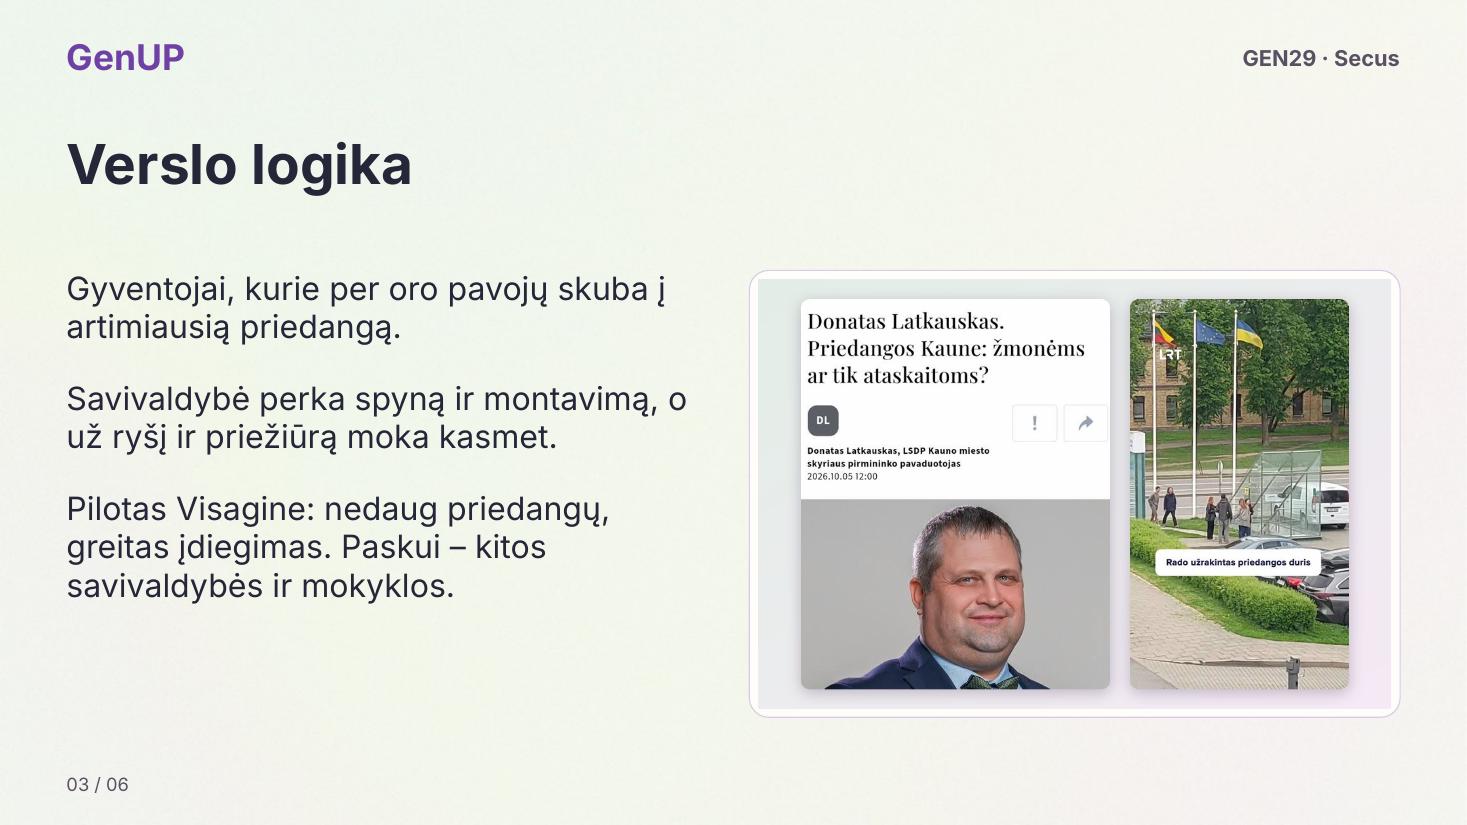 GenUP
GEN29 · Secus
Verslo logika
Gyventojai, kurie per oro pavojų skuba į
artimiausią priedangą.
Savivaldybė perka spyną ir montavimą, o
už ryšį ir priežiūrą moka kasmet.
Pilotas Visagine: nedaug priedangų,
greitas įdiegimas. Paskui – kitos
savivaldybės ir mokyklos.
Donatas Latkauskas.
Priedangos Kaune: žmonėms
ar tik ataskaitoms?
DL
!
Donatas Latkauskas, LSDP Kauno miesto
skyriaus pirmininko pavaduotojas
2026.10.05 12:00
LRT
Rado užrakintas priedangos duris
03 / 06